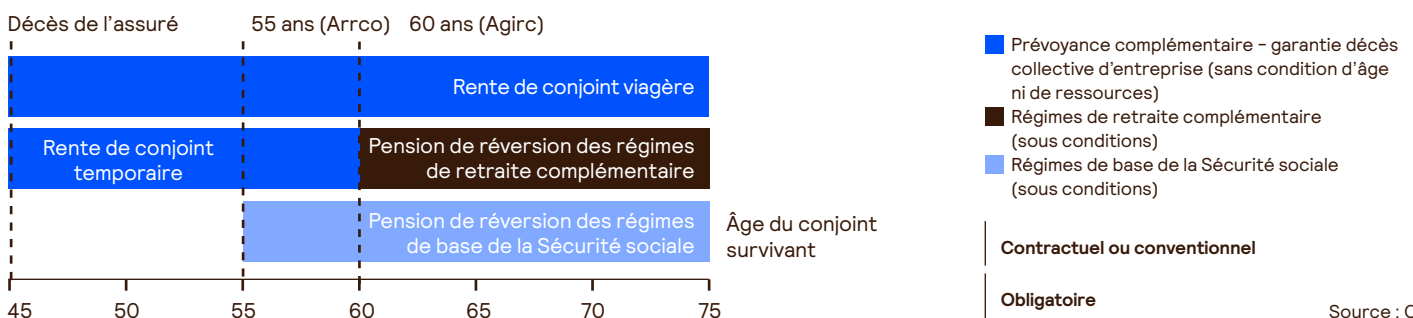 Décès de l’assuré
55 ans (Arrco)
60 ans (Agirc)
Rente de conjoint viagère
Rente de conjoint
temporaire
Pension de réversion des régimes
de retraite complémentaire
Pension de réversion des régimes
de base de la Sécurité sociale
Âge du conjoint
survivant
45
50
55
60
65
70
75
Prévoyance complémentaire – garantie décès
collective d’entreprise (sans condition d’âge
ni de ressources)
Régimes de retraite complémentaire
(sous conditions)
Régimes de base de la Sécurité sociale
(sous conditions)
Contractuel ou conventionnel
Obligatoire
Source :